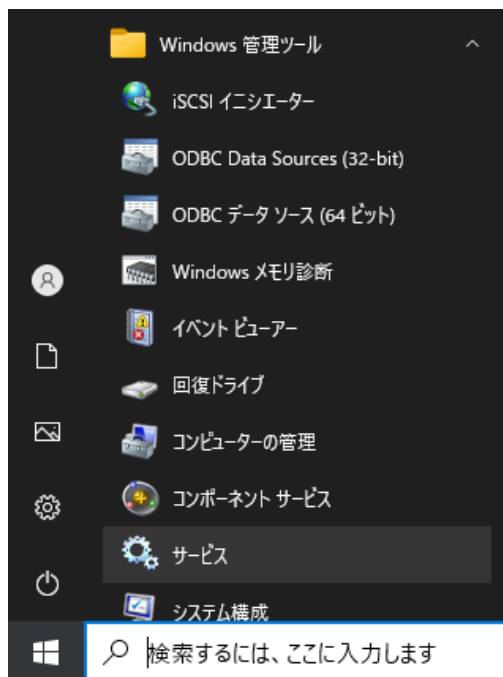 Windows 管理ツール
iSCSI イニシエーター
ODBC Data Sources (32-bit)
ODBC データ ソース (64 ビット)
Windows メモリ診断
イベント ビューアー
回復ドライブ
コンピューターの管理
コンポーネント サービス
サービス
システム構成
検索するには、ここに入力します